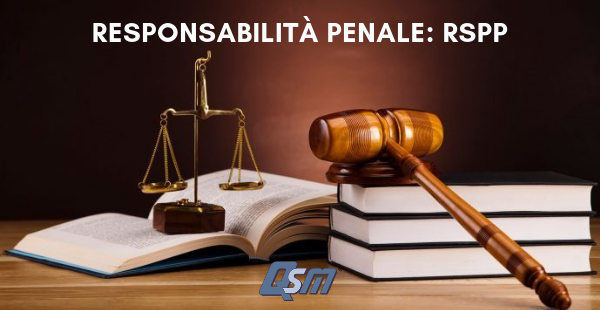 RESPONSABILITÀ PENALE: RSPP
QSM